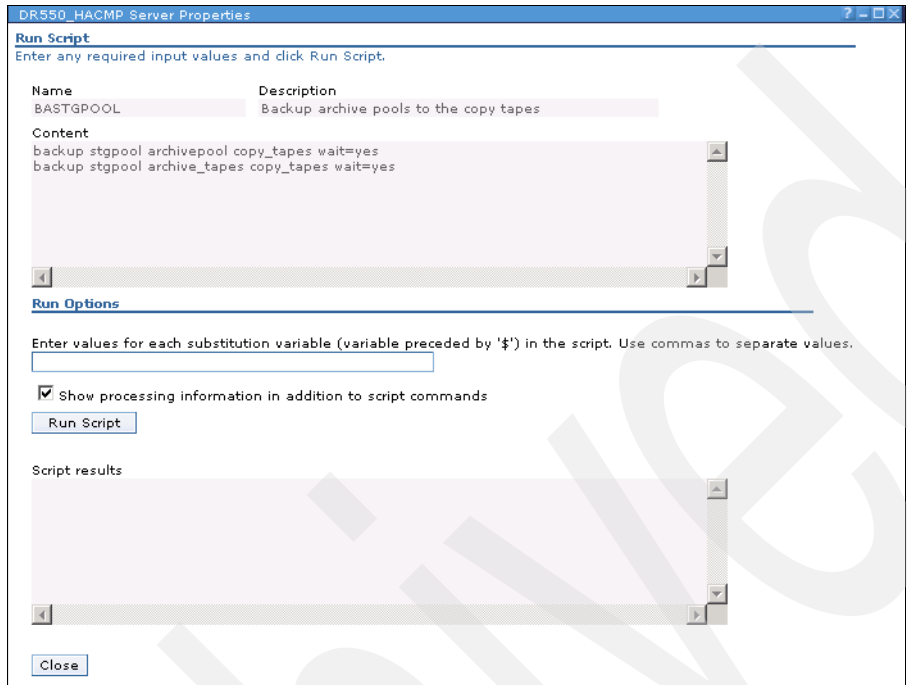 DR550_HACMP Server Properties
Run Script
Enter any required input values and click Run Script.
Name Description
BASTGPOOL Backup archive pools to the copy tapes
Content
backup stgpool archivepool copy_tapes wait=yes
backup stgpool archive_tapes copy_tapes wait=yes
Run Options
Enter values for each substitution variable (variable preceded by '$') in the script. Use commas to separate values.
Show processing information in addition to script commands
Run Script
Script results
Close